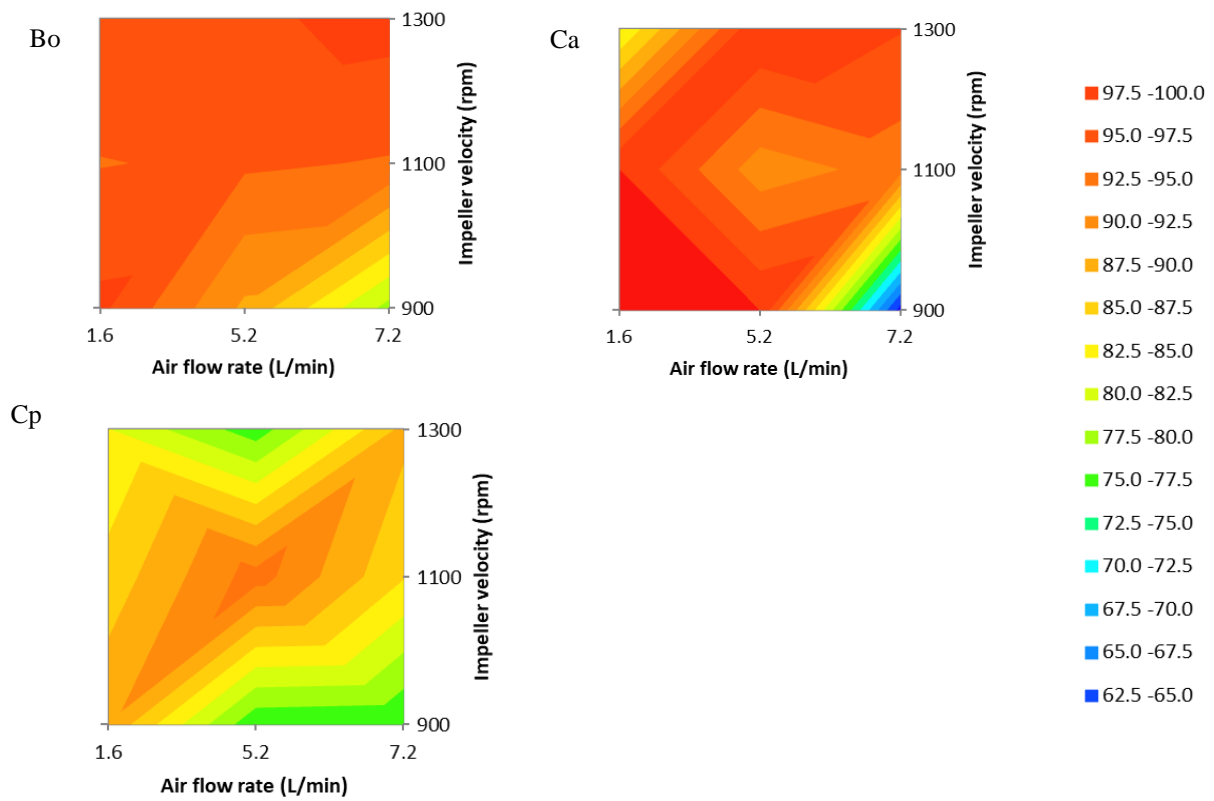 Bo
1300
1100
900
Impeller velocity (rpm)
1.6 5.2 7.2
Air flow rate (L/min)
Ca
1300
1100
900
Impeller velocity (rpm)
1.6 5.2 7.2
Air flow rate (L/min)
Cp
1300
1100
900
Impeller velocity (rpm)
1.6 5.2 7.2
Air flow rate (L/min)
97.5 -100.0
95.0 -97.5
92.5 -95.0
90.0 -92.5
87.5 -90.0
85.0 -87.5
82.5 -85.0
80.0 -82.5
77.5 -80.0
75.0 -77.5
72.5 -75.0
70.0 -72.5
67.5 -70.0
65.0 -67.5
62.5 -65.0